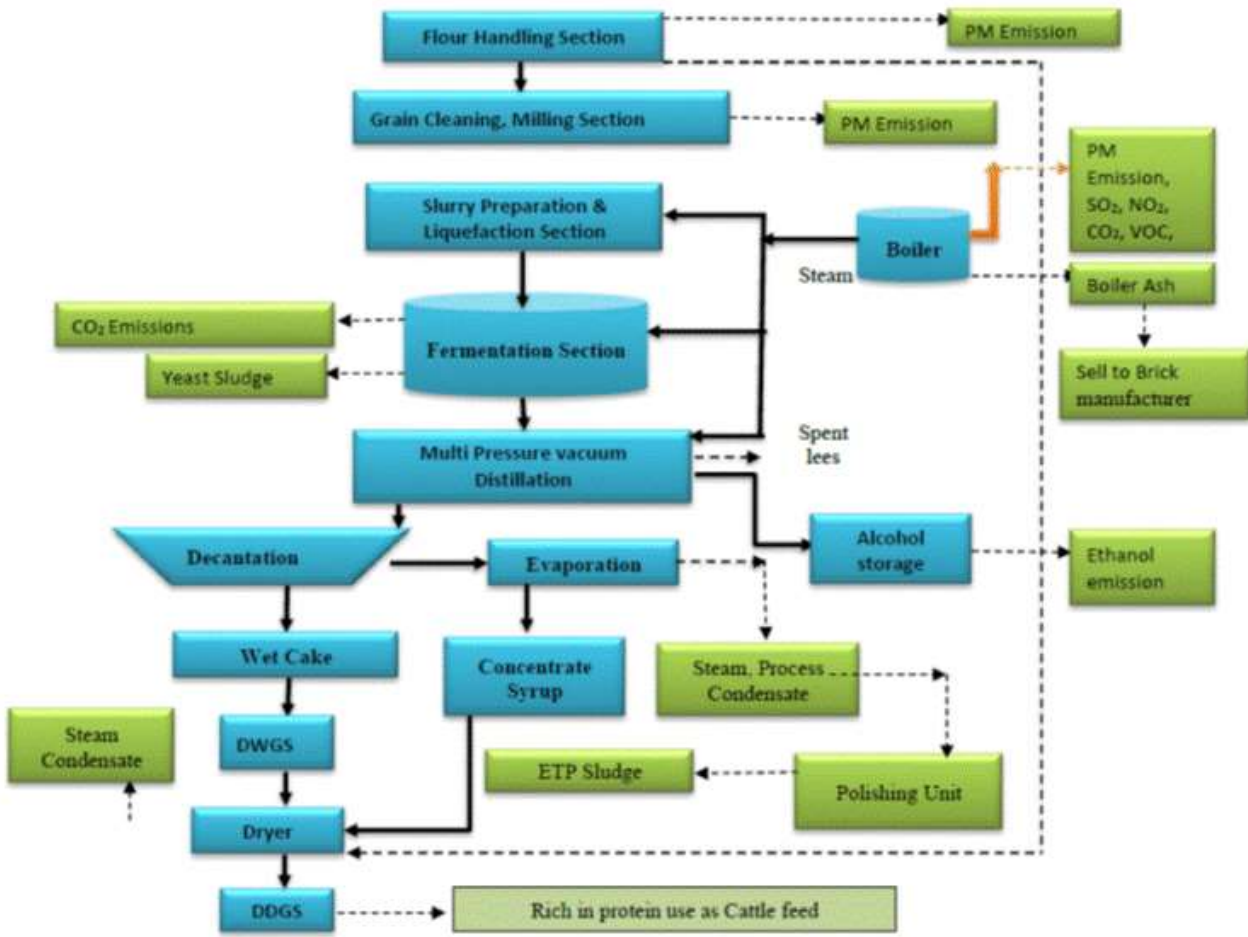 Flour Handling Section
PM Emission
Grain Cleaning, Milling Section
PM Emission
PM
Emission,
SO₂, NO₂,
CO₂, VOC,
Slurry Preparation &
Liquefaction Section
Boiler
Steam
Boiler Ash
CO₂ Emissions
Fermentation Section
Yeast Sludge
Sell to Brick
manufacturer
Multi Pressure vacuum
Distillation
Spent
lees
Decantation
Evaporation
Alcohol
storage
Ethanol
emission
Wet Cake
Concentrate
Syrup
Steam, Process
Condensate
Steam
Condensate
DWGS
ETP Sludge
Polishing Unit
Dryer
DDGS
Rich in protein use as Cattle feed